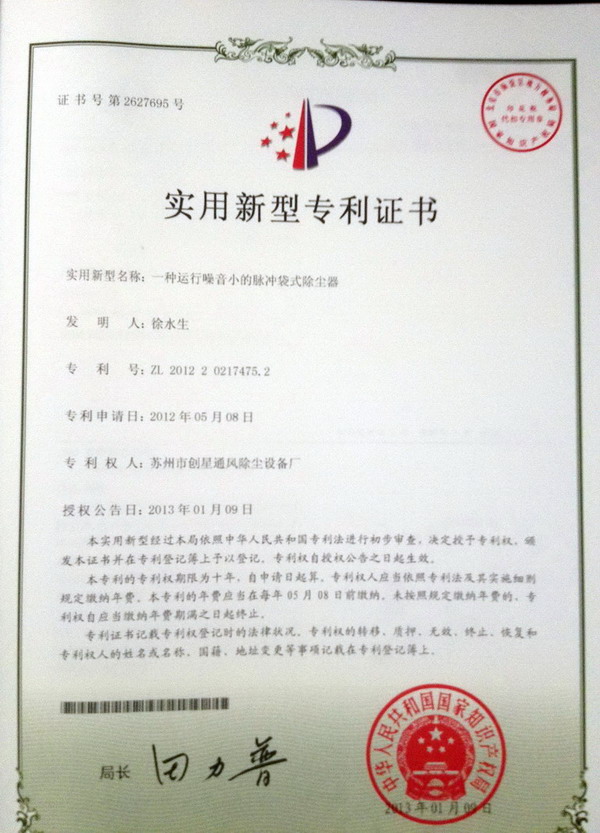 证书号第2627695号
代理专用章
实用新型专利证书
实用新型名称：一种运行噪音小的脉冲袋式除尘器
发明人：徐水生
专利号：ZL 2012 2 0217475.2
专利申请日：2012年05月08日
专利权人：苏州市创星通风除尘设备厂
授权公告日：2013年01月09日
本实用新型经过本局依照中华人民共和国专利法进行初步审查，决定授予专利权，颁
发本证书并在专利登记簿上予以登记。专利权自授权公告之日起生效。
本专利的专利权期限为十年，自申请日起算。专利权人应当依照专利法及其实施细则
规定缴纳年费。本专利的年费应当在每年05月08日前缴纳。未按照规定缴纳年费的，专
利权自应当缴纳年费期满之日起终止。
专利证书记载专利权登记时的法律状况。专利权的转移、质押、无效、终止、恢复和
专利权人的姓名或名称、国籍、地址变更等事项记载在专利登记簿上。
局长 田力普
中华人民共和国国家知识产权局
2013年01月09日